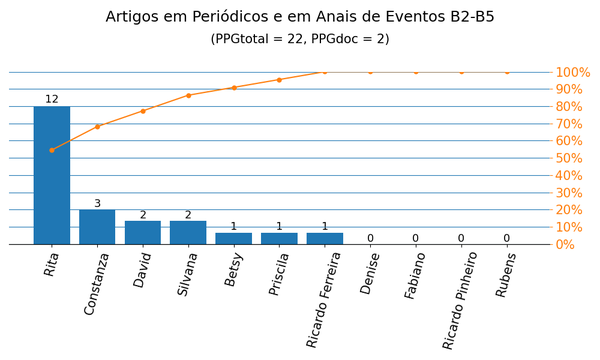 Artigos em Periódicos e em Anais de Eventos B2-B5
(PPGtotal = 22, PPGdoc = 2)
100%
90%
80%
70%
60%
50%
40%
30%
20%
10%
0%
12
3
2
2
1
1
1
0
0
0
0
Rita
Constanza
David
Silvana
Betsy
Priscila
Ricardo Ferreira
Denise
Fabiano
Ricardo Pinheiro
Rubens